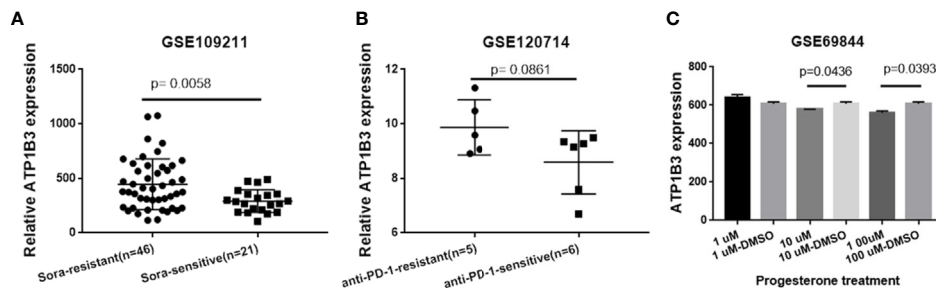 A
GSE109211
Relative ATP1B3 expression
1500
1000
500
0
p= 0.0058
Sora-resistant(n=46)
Sora-sensitive(n=21)
B
GSE120714
Relative ATP1B3 expression
12
10
8
6
p= 0.0861
anti-PD-1-resistant(n=5)
anti-PD-1-sensitive(n=6)
C
GSE69844
ATP1B3 expression
800
600
400
200
0
p=0.0436
p=0.0393
1 uM
1 uM-DMSO
10 uM
10 uM-DMSO
1 00uM
100 uM-DMSO
Progesterone treatment